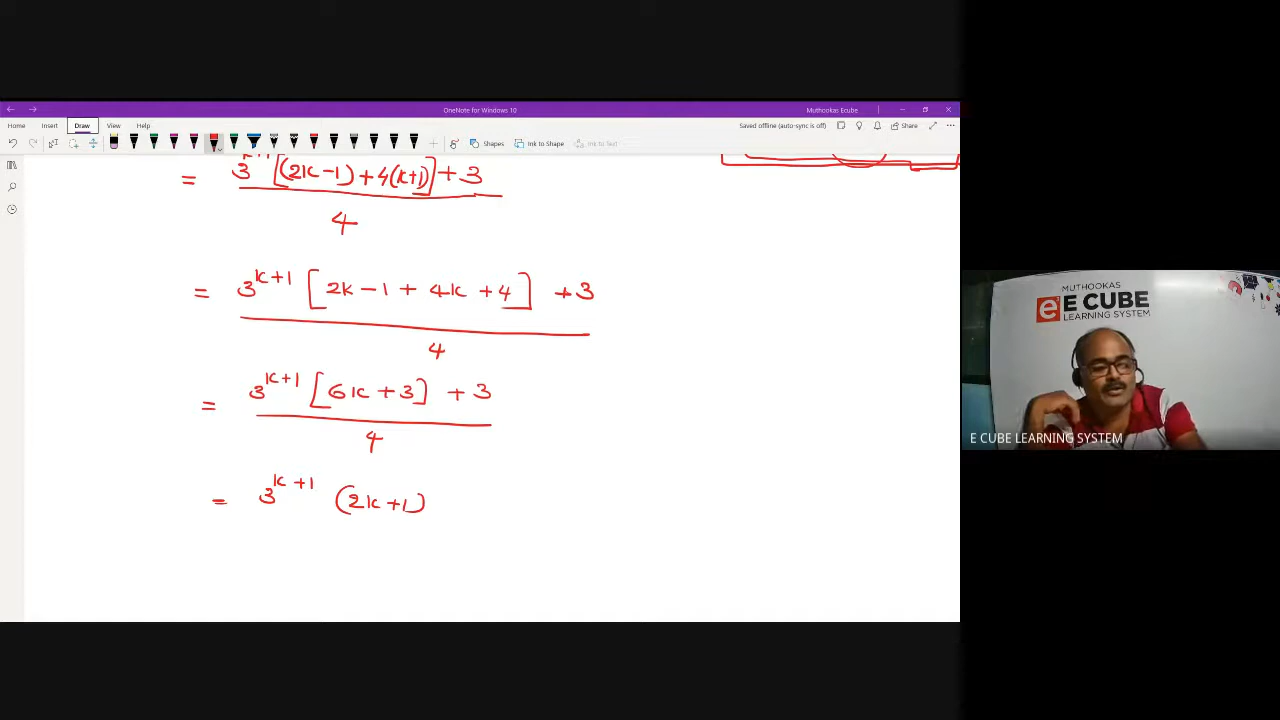 OneNote for Windows 10
Muthookas Ecube
Home Insert Draw View Help
Saved offline (auto-sync is off)
Share
Shapes
Ink to Shape
Ink to Text
= 3^k+1 [(2k-1)+4(k+1)]+3
4
= 3^k+1 [2k-1+4k+4] +3
4
= 3^k+1 [6k+3] +3
4
= 3^k+1 (2k+1)
MUTHOOKAS
e E CUBE
LEARNING SYSTEM
E CUBE LEARNING SYSTEM